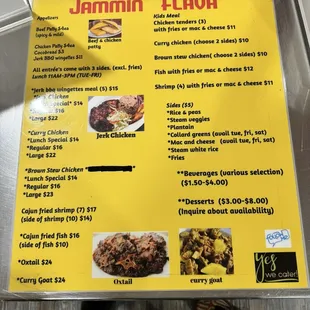 JAMMIN' FLAVA
Appetizers
Beef Patty $4ea
(spicy & mild)
Chicken Patty $4ea
Cocobread $3
Jerk BBQ wingettes $11
All entrée's come with 2 sides. (excl. fries)
Lunch 11AM-3PM (TUE-FRI)
*Jerk bbq wingettes meal (5) $15
*Jerk Chicken
*Lunch Special* $14
*Regular $16
*Large $22
*Curry Chicken
*Lunch Special $14
*Regular $16
*Large $22
*Brown Stew Chicken
*Lunch Special $14
*Regular $16
*Large $23
Cajun fried shrimp (7) $17
(side of shrimp (10) $14)
*Cajun fried fish $16
(side of fish $10)
*Oxtail $24
*Curry Goat $24
Beef & chicken
patty
Jerk Chicken
Kids Meal
Chicken tenders (3)
with fries or mac & cheese $11
Curry chicken (choose 2 sides) $10
Brown stew chicken (choose 2 sides) $10
Fish with fries or mac & cheese $12
Shrimp (4) with fries or mac & cheese $11
Sides ($5)
*Rice & peas
*Steam veggies
*Plantain
*Collard greens (avail tue, fri, sat)
*Mac and cheese (avail tue, fri, sat)
*Steam white rice
*Fries
**Beverages (various selection)
($1.50-$4.00)
**Desserts ($3.00-$8.00)
(Inquire about availability)
Oxtail
curry goat
yes
we cater!